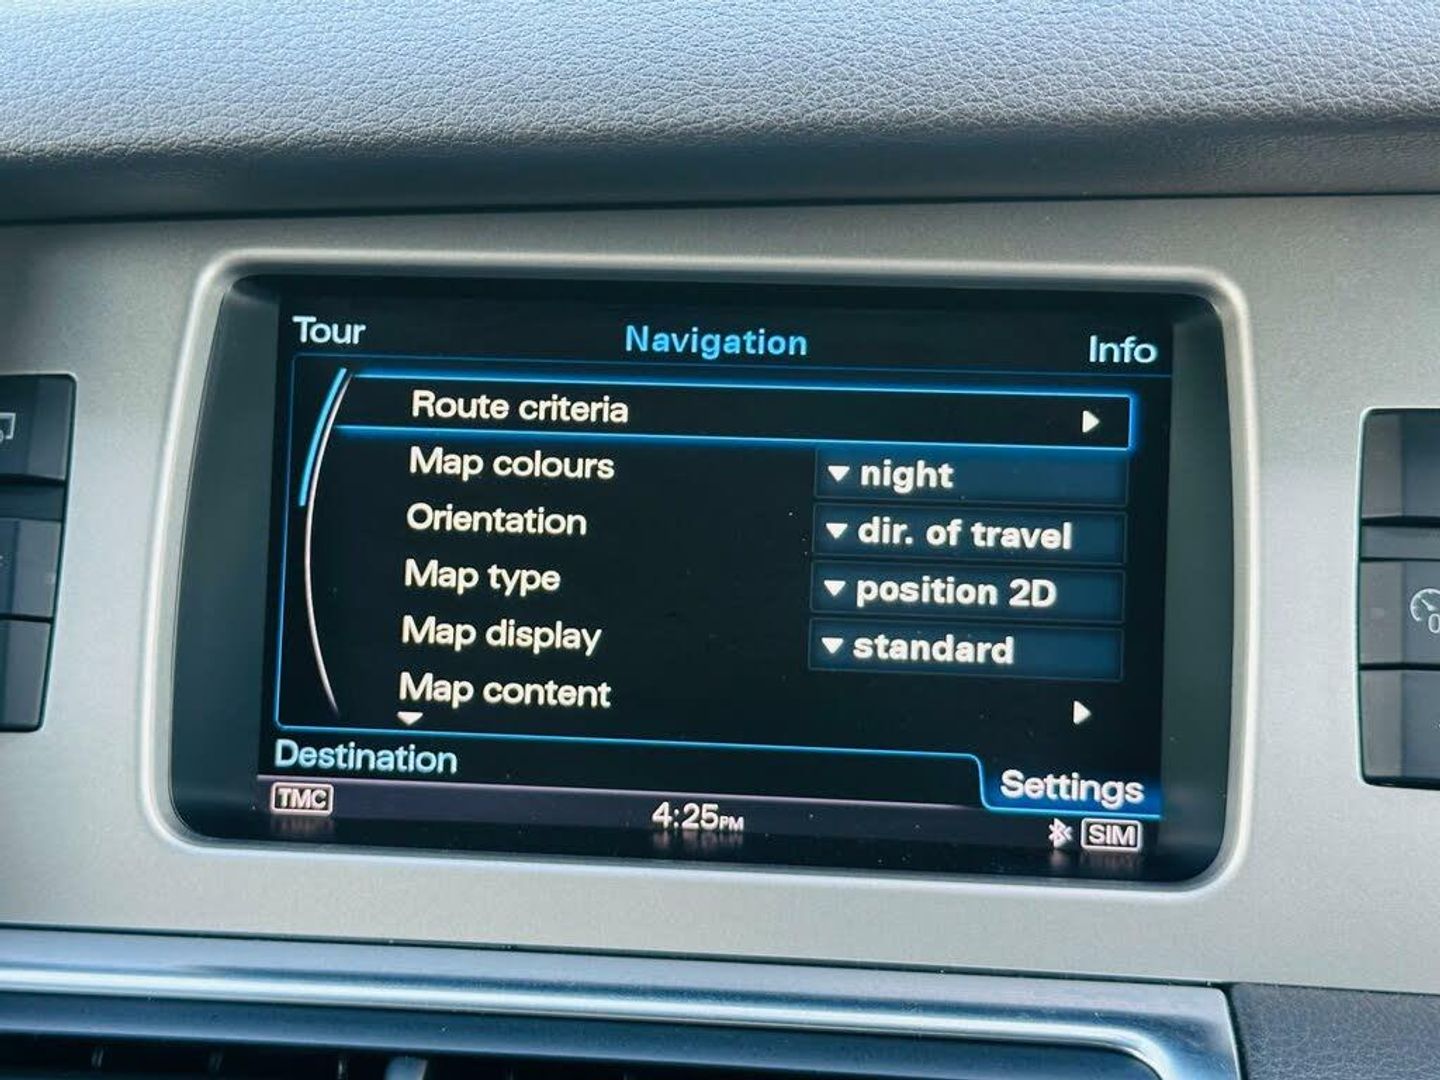 Tour Navigation Info
Route criteria
Map colours night
Orientation dir. of travel
Map type position 2D
Map display standard
Map content
Destination Settings
TMC 4:25PM SIM